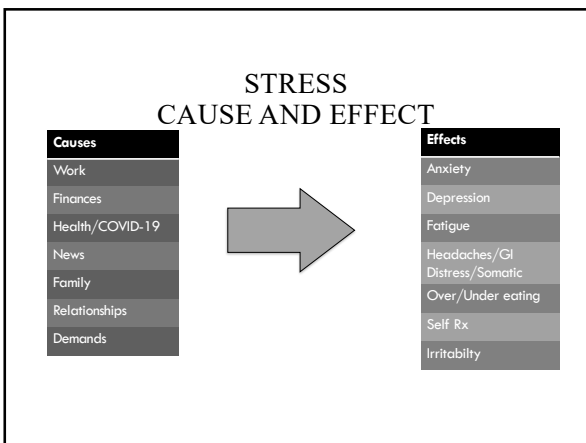 STRESS
CAUSE AND EFFECT
Causes
Work
Finances
Health/COVID-19
News
Family
Relationships
Demands
Effects
Anxiety
Depression
Fatigue
Headaches/GI
Distress/Somatic
Over/Under eating
Self Rx
Irritabilty